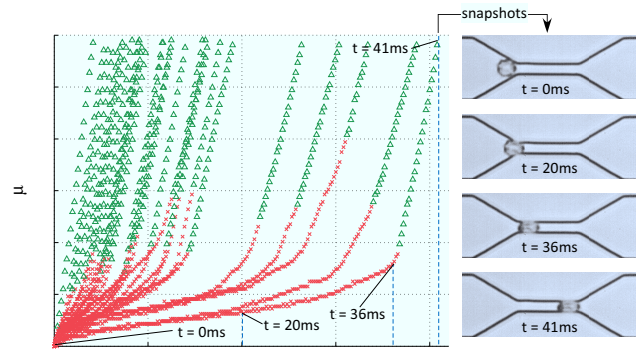 snapshots
t = 41ms
t = 0ms
t = 20ms
μ
t = 36ms
t = 36ms
t = 20ms
t = 0ms
t = 41ms